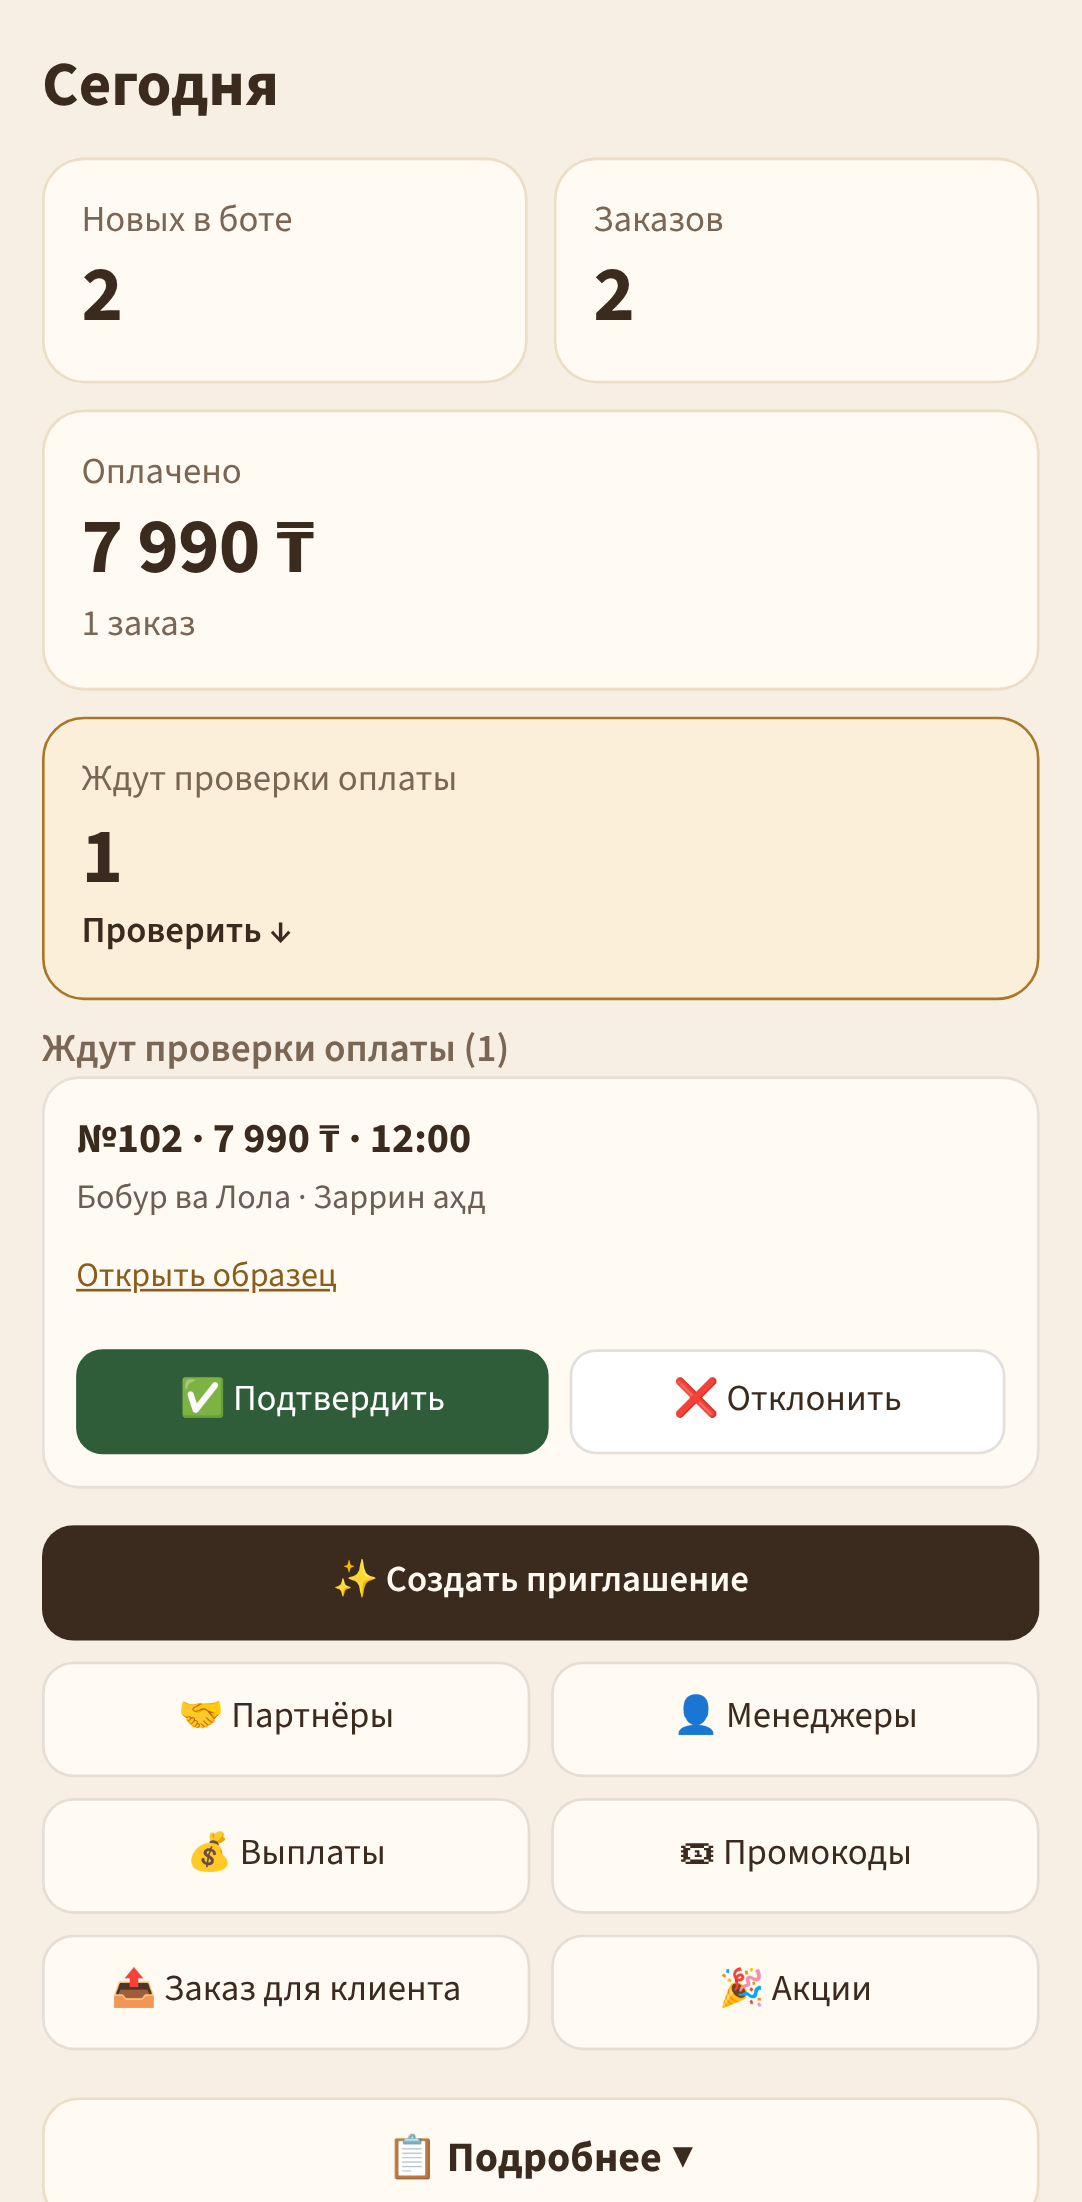 Сегодня
Новых в боте
2
Заказов
2
Оплачено
7 990 ₸
1 заказ
Ждут проверки оплаты
1
Проверить ↓
Ждут проверки оплаты (1)
№102 · 7 990 ₸ · 12:00
Бобур ва Лола · Заррин аҳд
Открыть образец
✅ Подтвердить
❌ Отклонить
✨ Создать приглашение
🤝 Партнёры
👤 Менеджеры
💰 Выплаты
🎟 Промокоды
📤 Заказ для клиента
🎉 Акции
📋 Подробнее ▾